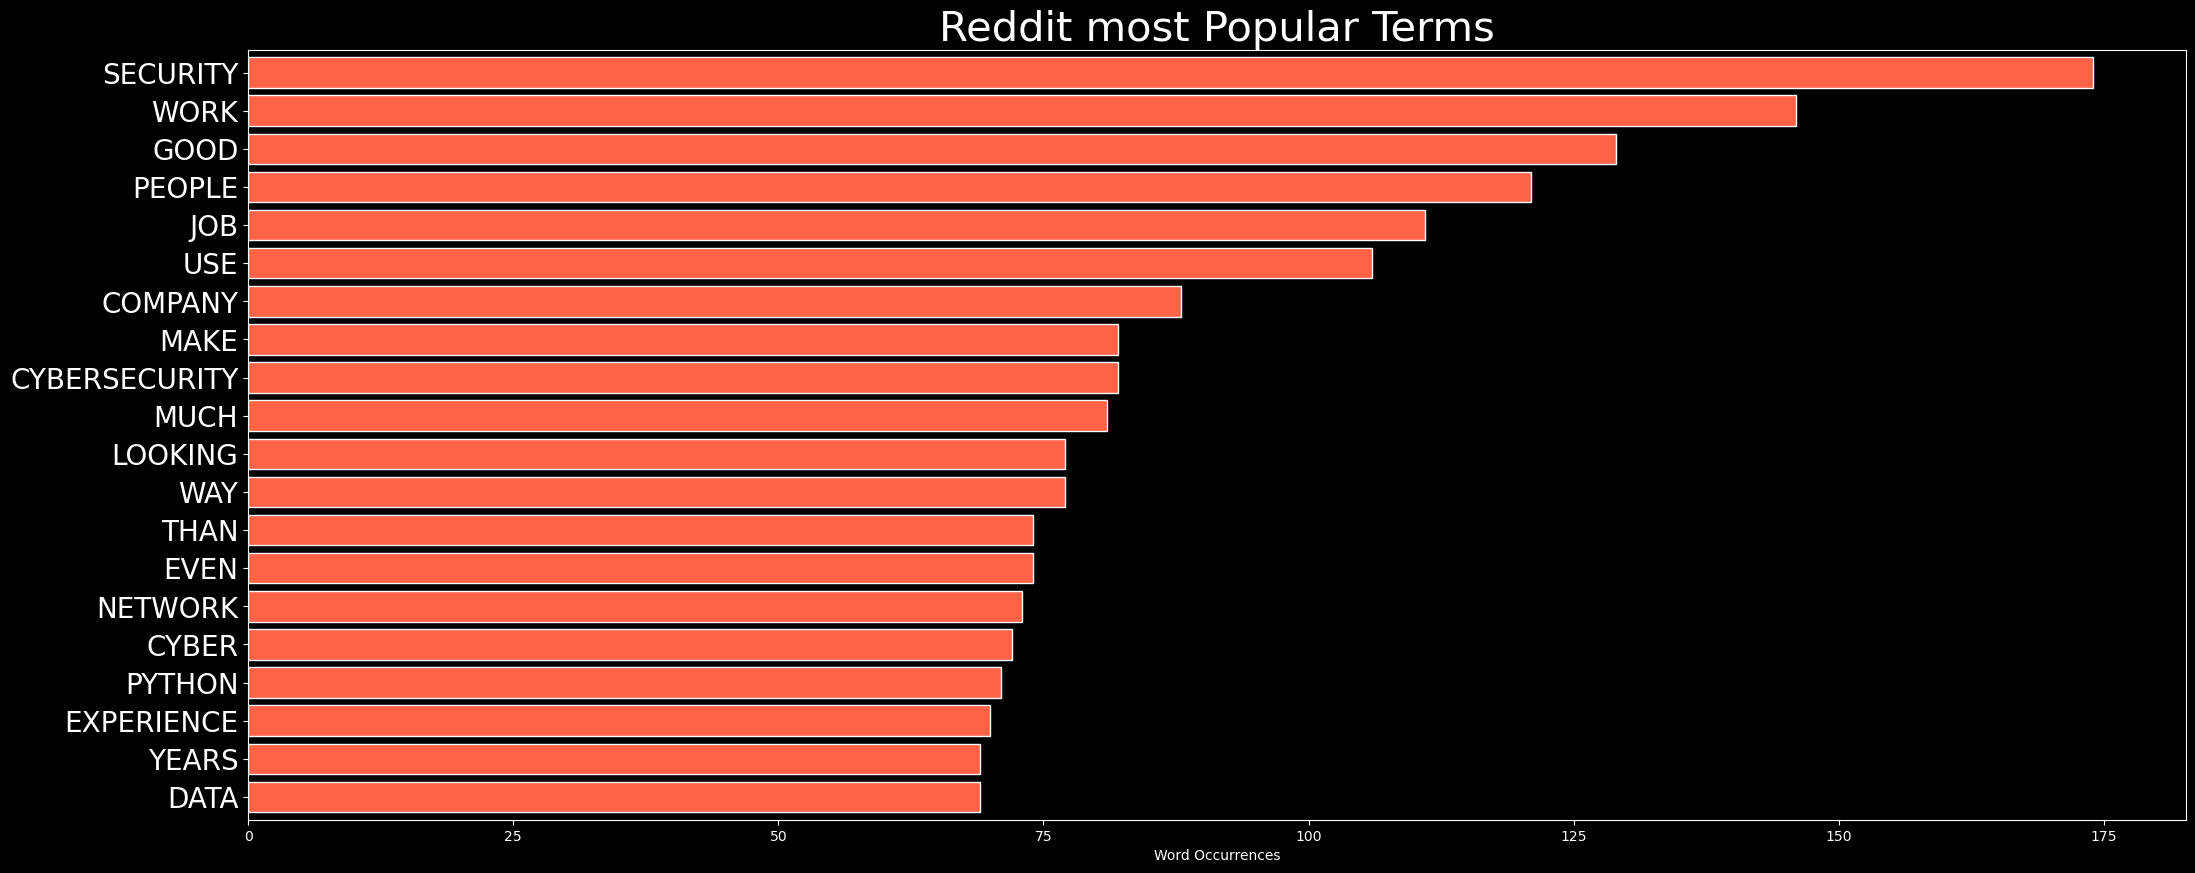 Reddit most Popular Terms
SECURITY
WORK
GOOD
PEOPLE
JOB
USE
COMPANY
MAKE
CYBERSECURITY
MUCH
LOOKING
WAY
THAN
EVEN
NETWORK
CYBER
PYTHON
EXPERIENCE
YEARS
DATA
0 25 50 75 100 125 150 175
Word Occurrences